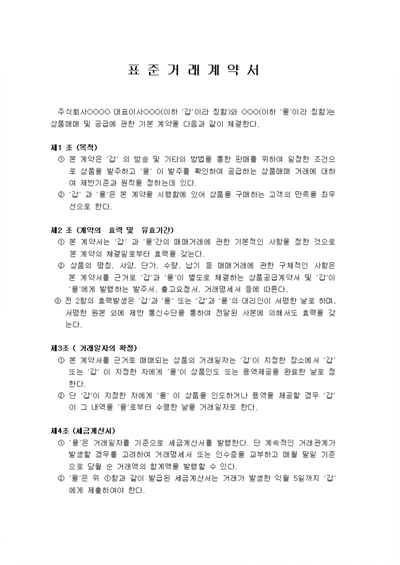 표 준 거 래 계 약 서
주식회사OOOO 대표이사OOO(이하 '갑'이라 칭함)와 OOO(이하 '을'이라 칭함)는
상품매매 및 공급에 관한 기본 계약을 다음과 같이 체결한다.
제1 조 (목적)
① 본 계약은 '갑' 의 방송 및 기타의 방법을 통한 판매를 위하여 일정한 조건으
로 상품을 발주하고 '을' 이 발주를 확인하여 공급하는 상품매매 거래에 대하
여 제반기준과 원칙을 정하는데 있다.
② '갑' 과 '을'은 본 계약을 시행함에 있어 상품을 구매하는 고객의 만족을 최우
선으로 한다.
제2 조 (계약의 효력 및 유효기간)
① 본 계약서는 '갑' 과 '을'간의 매매거래에 관한 기본적인 사항을 정한 것으로
본 계약의 체결일로부터 효력을 갖는다.
② 상품의 명칭, 사양, 단가, 수량, 납기 등 매매거래에 관한 구체적인 사항은
본 계약서를 근거로 '갑'과 '을'이 별도로 체결하는 상품공급계약서 및 '갑'이
'을'에게 발행하는 발주서, 출고요청서, 거래명세서 등에 따른다.
③ 전 2항의 효력발생은 '갑'과 '을' 또는 '갑'과 '을'의 대리인이 서명한 날로 하며,
서명한 원본 외에 제반 통신수단을 통하여 전달된 사본에 의해서도 효력을 갖
는다.
제3조 ( 거래일자의 확정)
① 본 계약서를 근거로 매매되는 상품의 거래일자는 '갑'이 지정한 장소에서 '갑'
또는 '갑' 이 지정한 자에게 '을'이 상품인도 또는 용역제공을 완료한 날로 정
한다.
② 단 '갑'이 지정한 자에게 '을' 이 상품을 인도하거나 용역을 제공할 경우 '갑'
이 그 내역을 '을'로부터 수령한 날을 거래일자로 한다.
제4조 (세금계산서)
① '을'은 거래일자를 기준으로 세금계산서를 발행한다. 단 계속적인 거래관계가
발생할 경우를 고려하여 거래명세서 또는 인수증을 교부하고 매월 말일 기준
으로 당월 순 거래액의 합계액을 발행할 수 있다.
② '을'은 위 ①항과 같이 발급된 세금계산서는 거래가 발생한 익월 5일까지 '갑'
에게 제출하여야 한다.